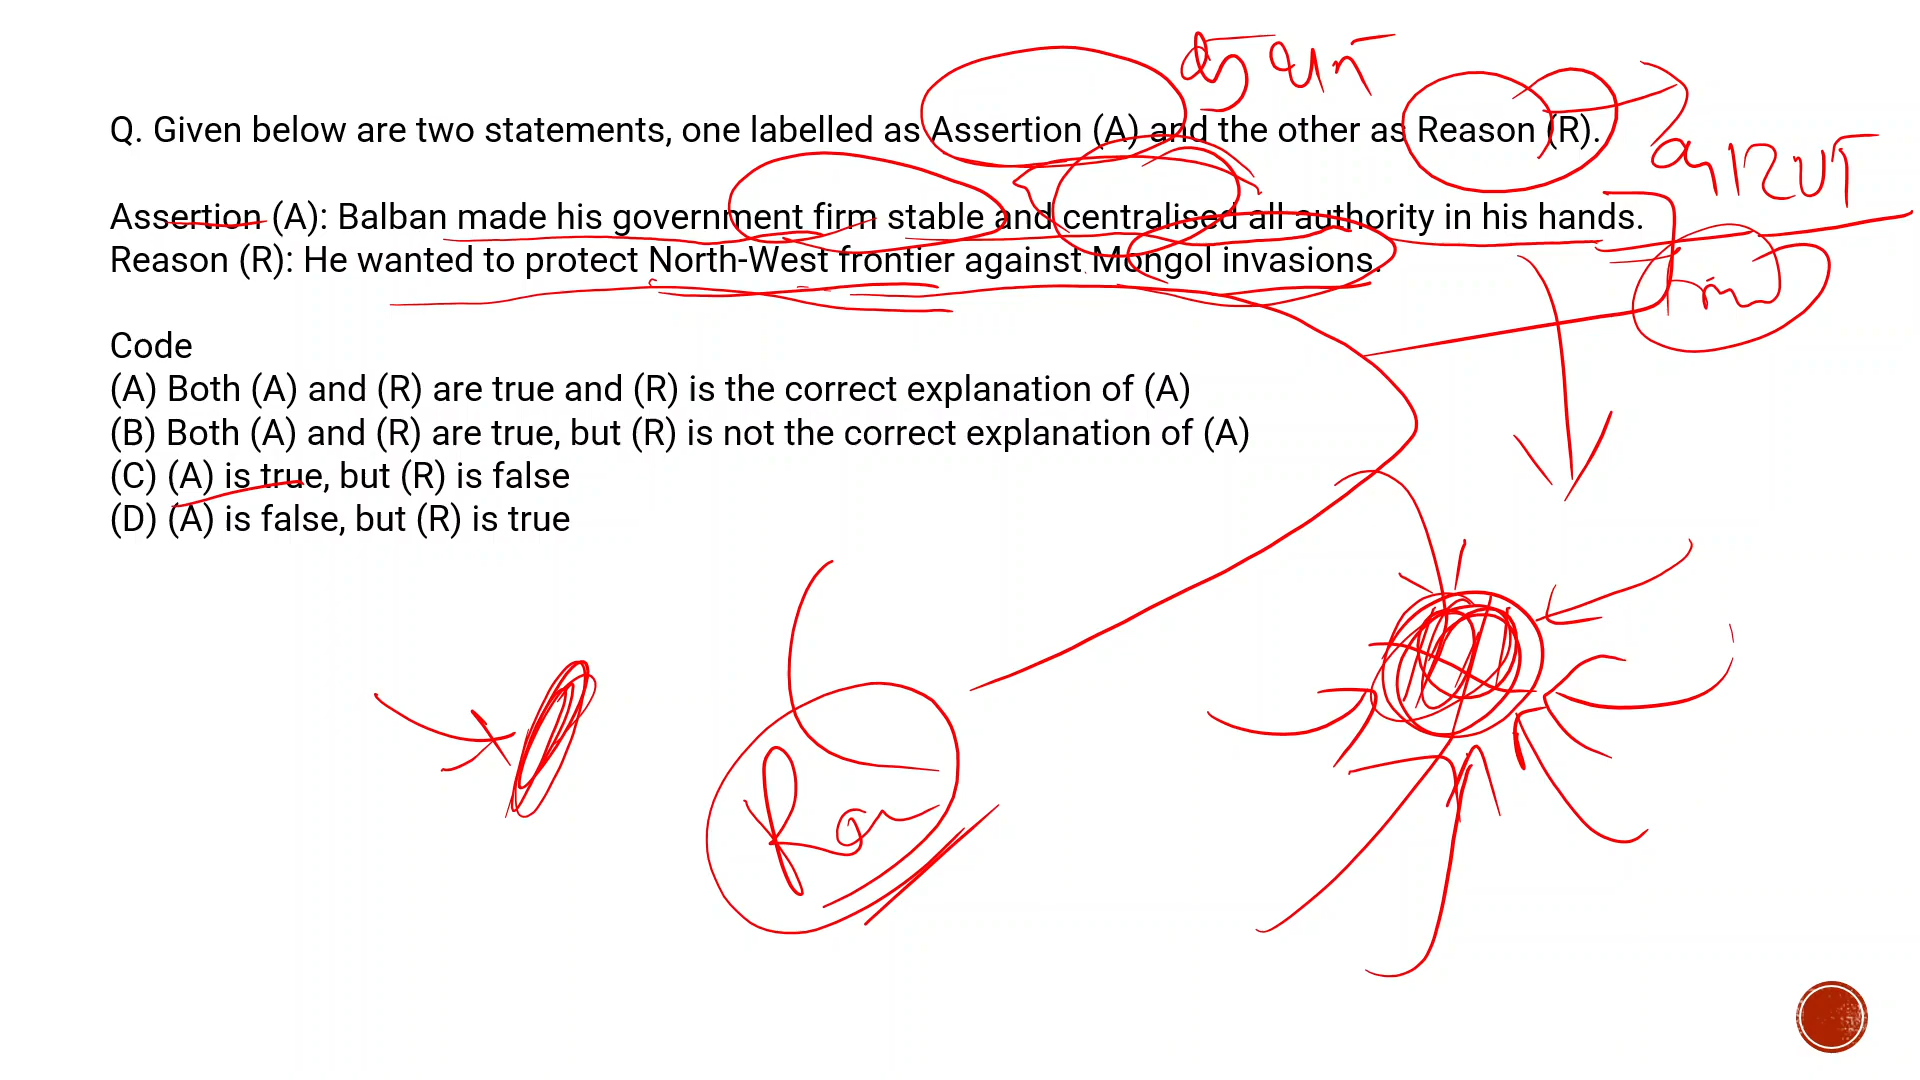 कथन
Q. Given below are two statements, one labelled as Assertion (A) and the other as Reason (R).
कारण
Assertion (A): Balban made his government firm stable and centralised all authority in his hands.
Reason (R): He wanted to protect North-West frontier against Mongol invasions.
Code
(A) Both (A) and (R) are true and (R) is the correct explanation of (A)
(B) Both (A) and (R) are true, but (R) is not the correct explanation of (A)
(C) (A) is true, but (R) is false
(D) (A) is false, but (R) is true